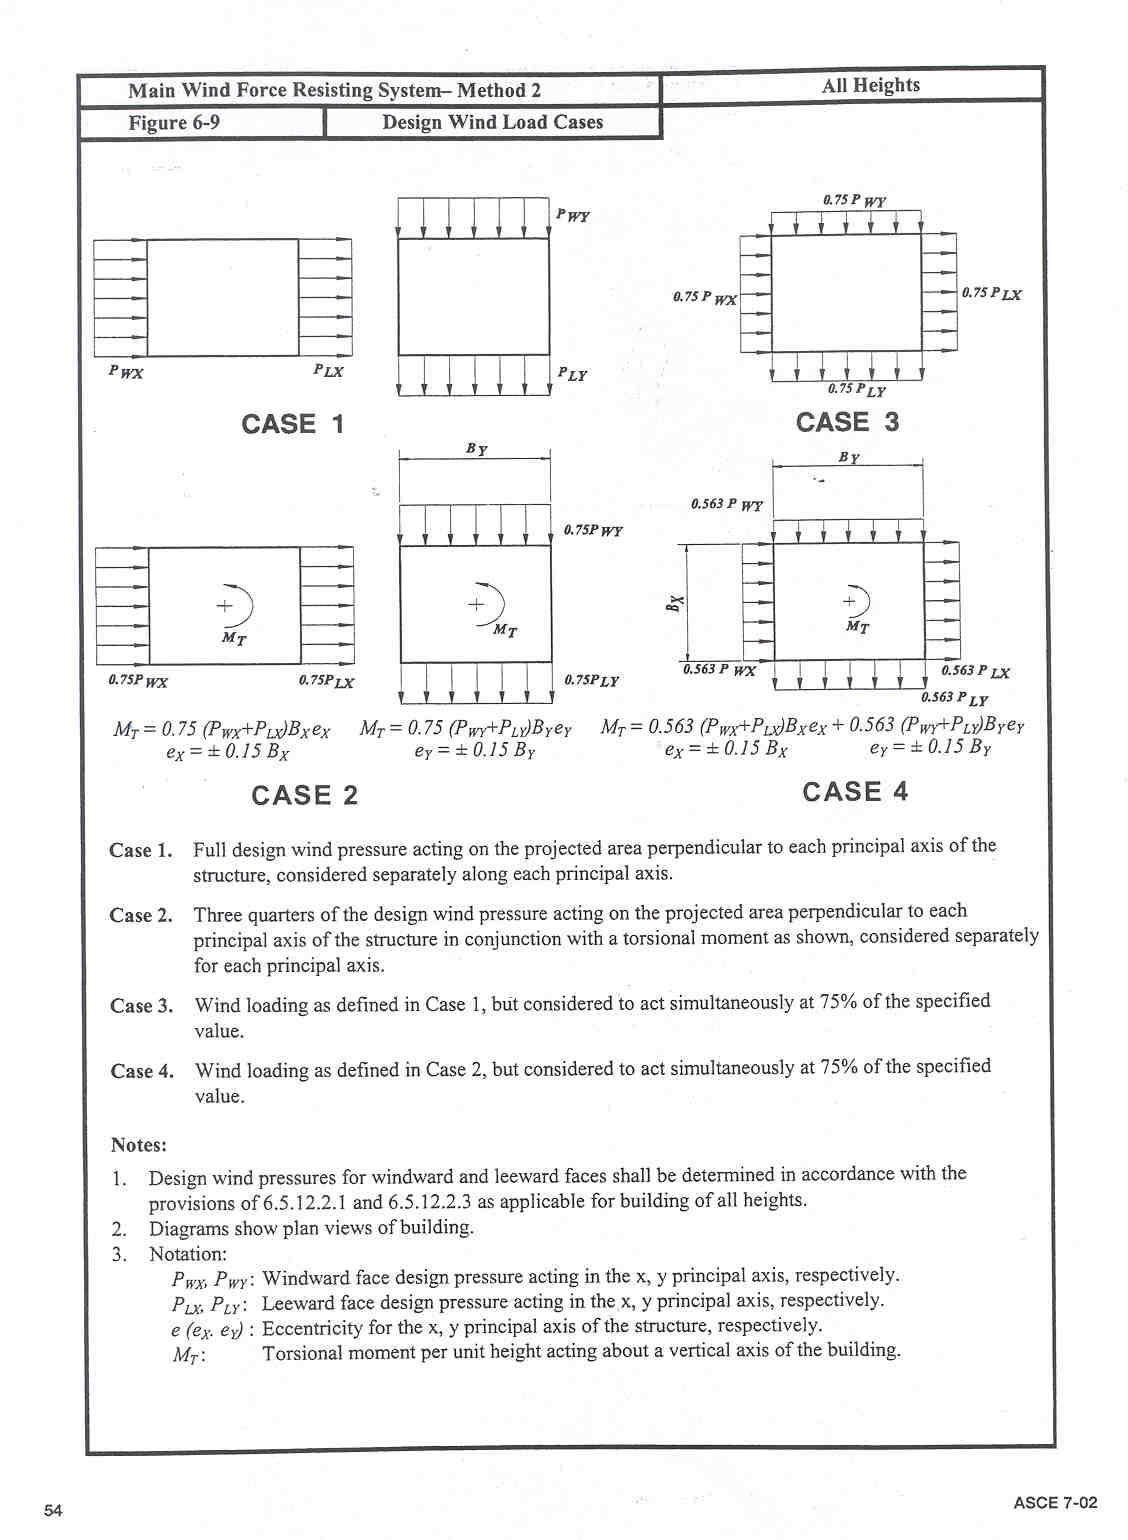 Main Wind Force Resisting System– Method 2
All Heights
Figure 6-9
Design Wind Load Cases
P WX
P LX
P WY
P LY
CASE 1
0.75 P WY
0.75 P WX
0.75 P LX
0.75 P LY
CASE 3
0.75P WX
0.75P LX
M T
B Y
0.75P WY
M T
0.75P LY
B Y
0.563 P WY
B X
M T
0.563 P WX
0.563 P LX
0.563 P LY
MT = 0.75 (PWX+PLX)BXeX
eX = ± 0.15 BX
MT = 0.75 (PWY+PLY)BYeY
eY = ± 0.15 BY
MT = 0.563 (PWX+PLX)BXeX + 0.563 (PWY+PLY)BYeY
eX = ± 0.15 BX
eY = ± 0.15 BY
CASE 2
CASE 4
Case 1. Full design wind pressure acting on the projected area perpendicular to each principal axis of the
structure, considered separately along each principal axis.
Case 2. Three quarters of the design wind pressure acting on the projected area perpendicular to each
principal axis of the structure in conjunction with a torsional moment as shown, considered separately
for each principal axis.
Case 3. Wind loading as defined in Case 1, but considered to act simultaneously at 75% of the specified
value.
Case 4. Wind loading as defined in Case 2, but considered to act simultaneously at 75% of the specified
value.
Notes:
1. Design wind pressures for windward and leeward faces shall be determined in accordance with the
provisions of 6.5.12.2.1 and 6.5.12.2.3 as applicable for building of all heights.
2. Diagrams show plan views of building.
3. Notation:
PWX, PWY: Windward face design pressure acting in the x, y principal axis, respectively.
PLX, PLY: Leeward face design pressure acting in the x, y principal axis, respectively.
e (eX. eY) : Eccentricity for the x, y principal axis of the structure, respectively.
MT: Torsional moment per unit height acting about a vertical axis of the building.
54
ASCE 7-02